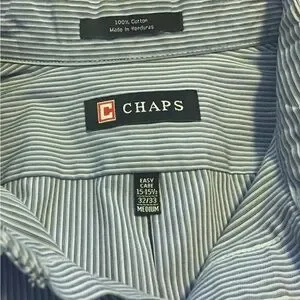 100% Cotton
Made in Honduras
C CHAPS
EASY
CARE
15-15½
32/33
MEDIUM